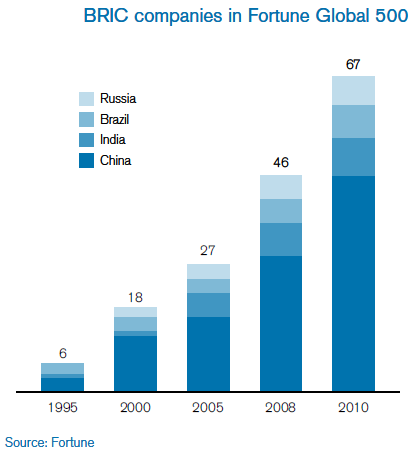 BRIC companies in Fortune Global 500
67
Russia
Brazil
India
China
46
27
18
6
1995 2000 2005 2008 2010
Source: Fortune